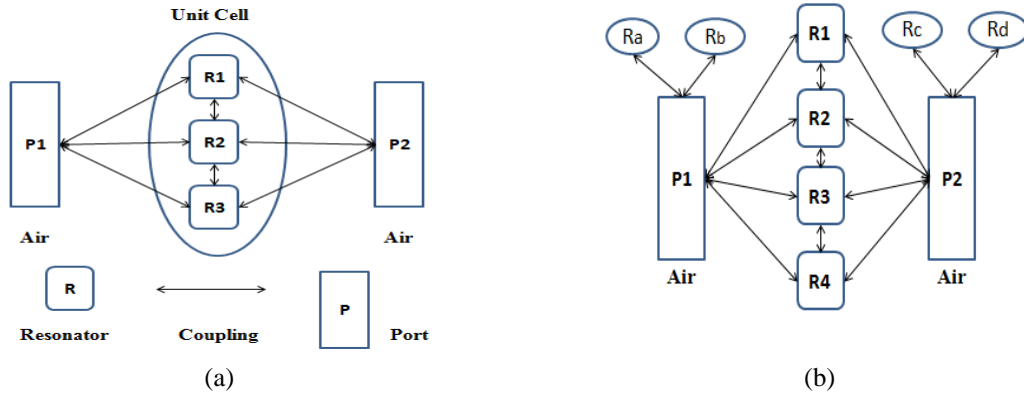 Unit Cell
R1
P1
R2
P2
R3
Air
Air
R
P
Resonator
Coupling
Port
(a)
Ra
Rb
R1
Rc
Rd
R2
P1
P2
R3
Air
R4
Air
(b)